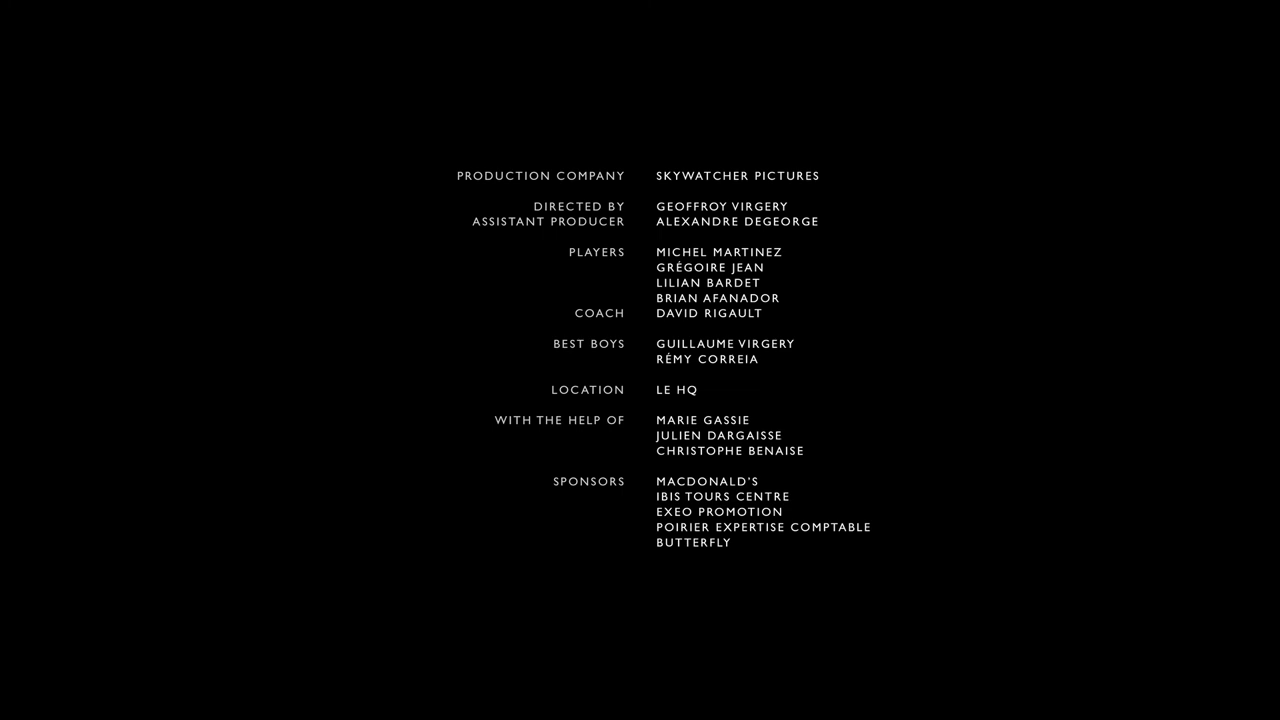 PRODUCTION COMPANY SKYWATCHER PICTURES
DIRECTED BY GEOFFROY VIRGERY
ASSISTANT PRODUCER ALEXANDRE DEGEORGE
PLAYERS MICHEL MARTINEZ
GRÉGOIRE JEAN
LILIAN BARDET
BRIAN AFANADOR
COACH DAVID RIGAULT
BEST BOYS GUILLAUME VIRGERY
RÉMY CORREIA
LOCATION LE HQ
WITH THE HELP OF MARIE GASSIE
JULIEN DARGAISSE
CHRISTOPHE BENAISE
SPONSORS MACDONALD'S
IBIS TOURS CENTRE
EXEO PROMOTION
POIRIER EXPERTISE COMPTABLE
BUTTERFLY